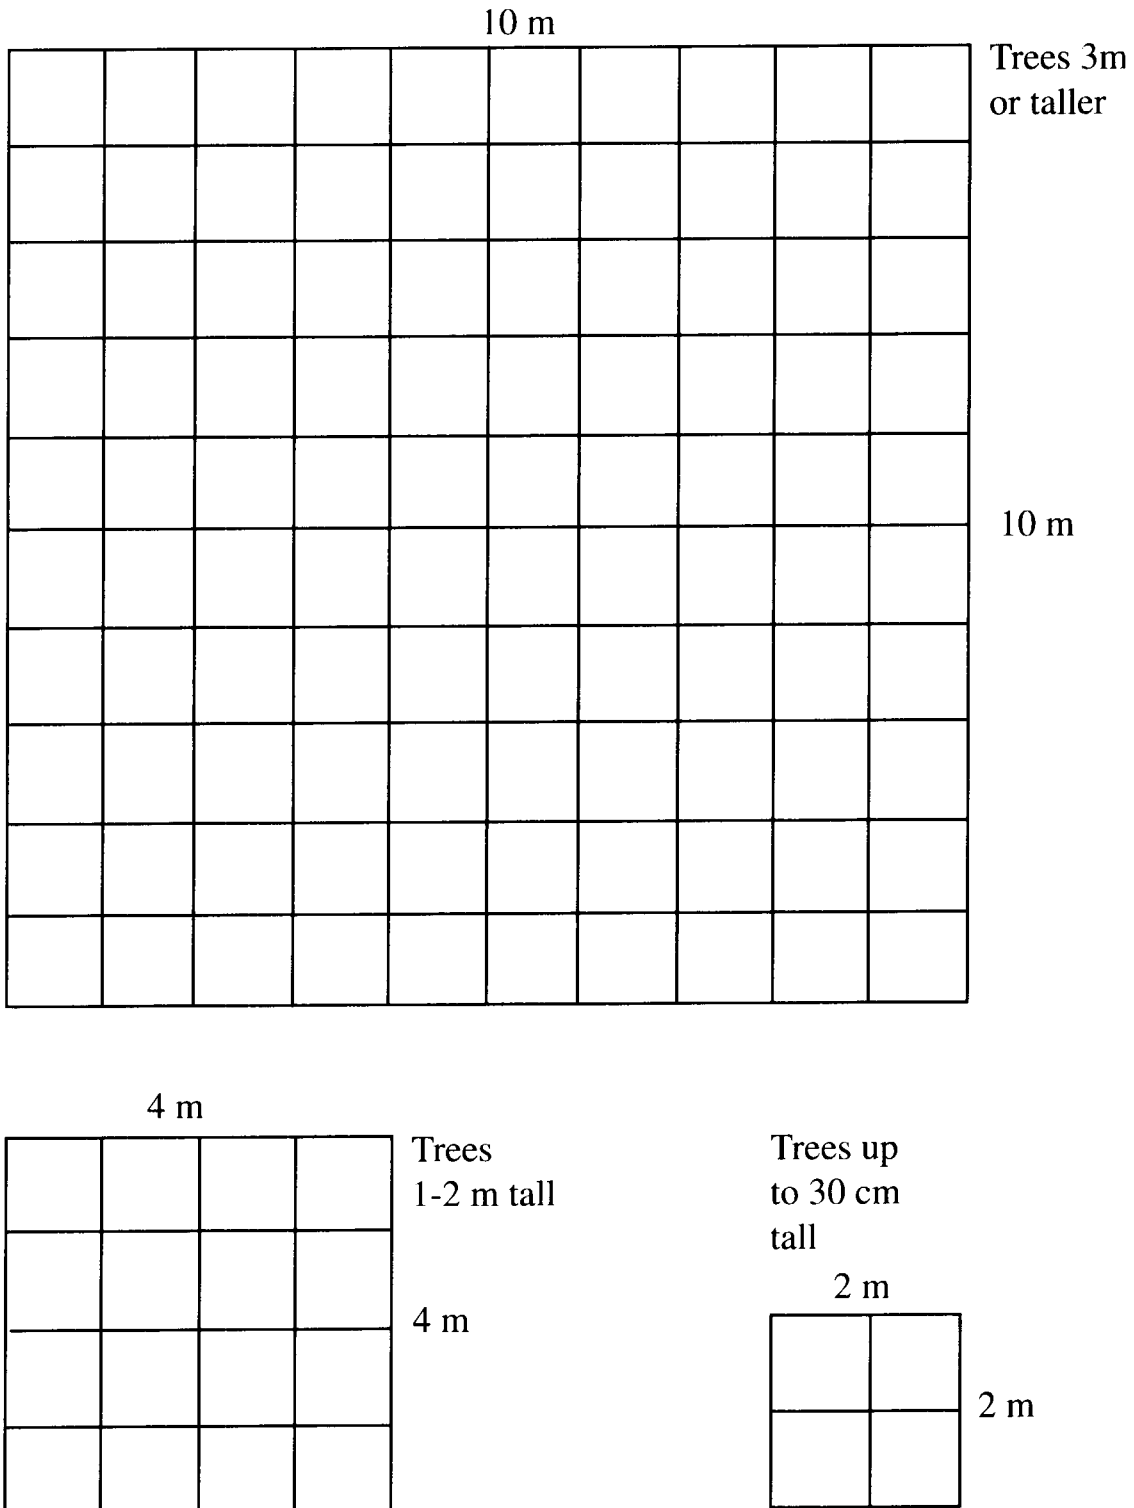 10 m
Trees 3m
or taller
10 m
4 m
Trees
1-2 m tall
4 m
Trees up
to 30 cm
tall
2 m
2 m